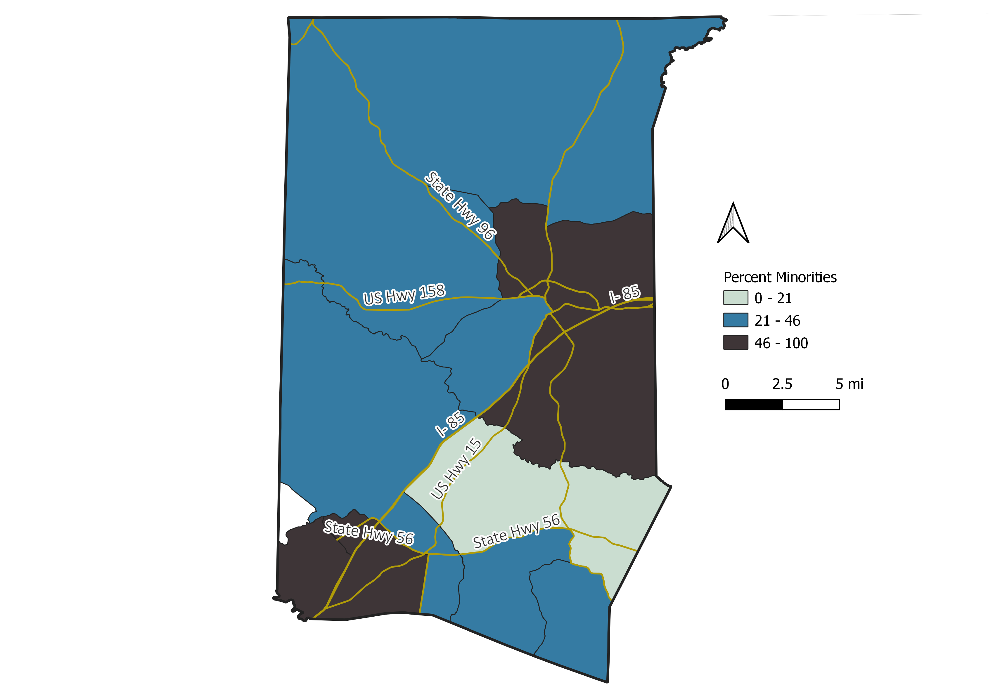 State Hwy 96
US Hwy 158
I- 85
I- 85
US Hwy 15
State Hwy 56
State Hwy 56
Percent Minorities
0 - 21
21 - 46
46 - 100
0 2.5 5 mi